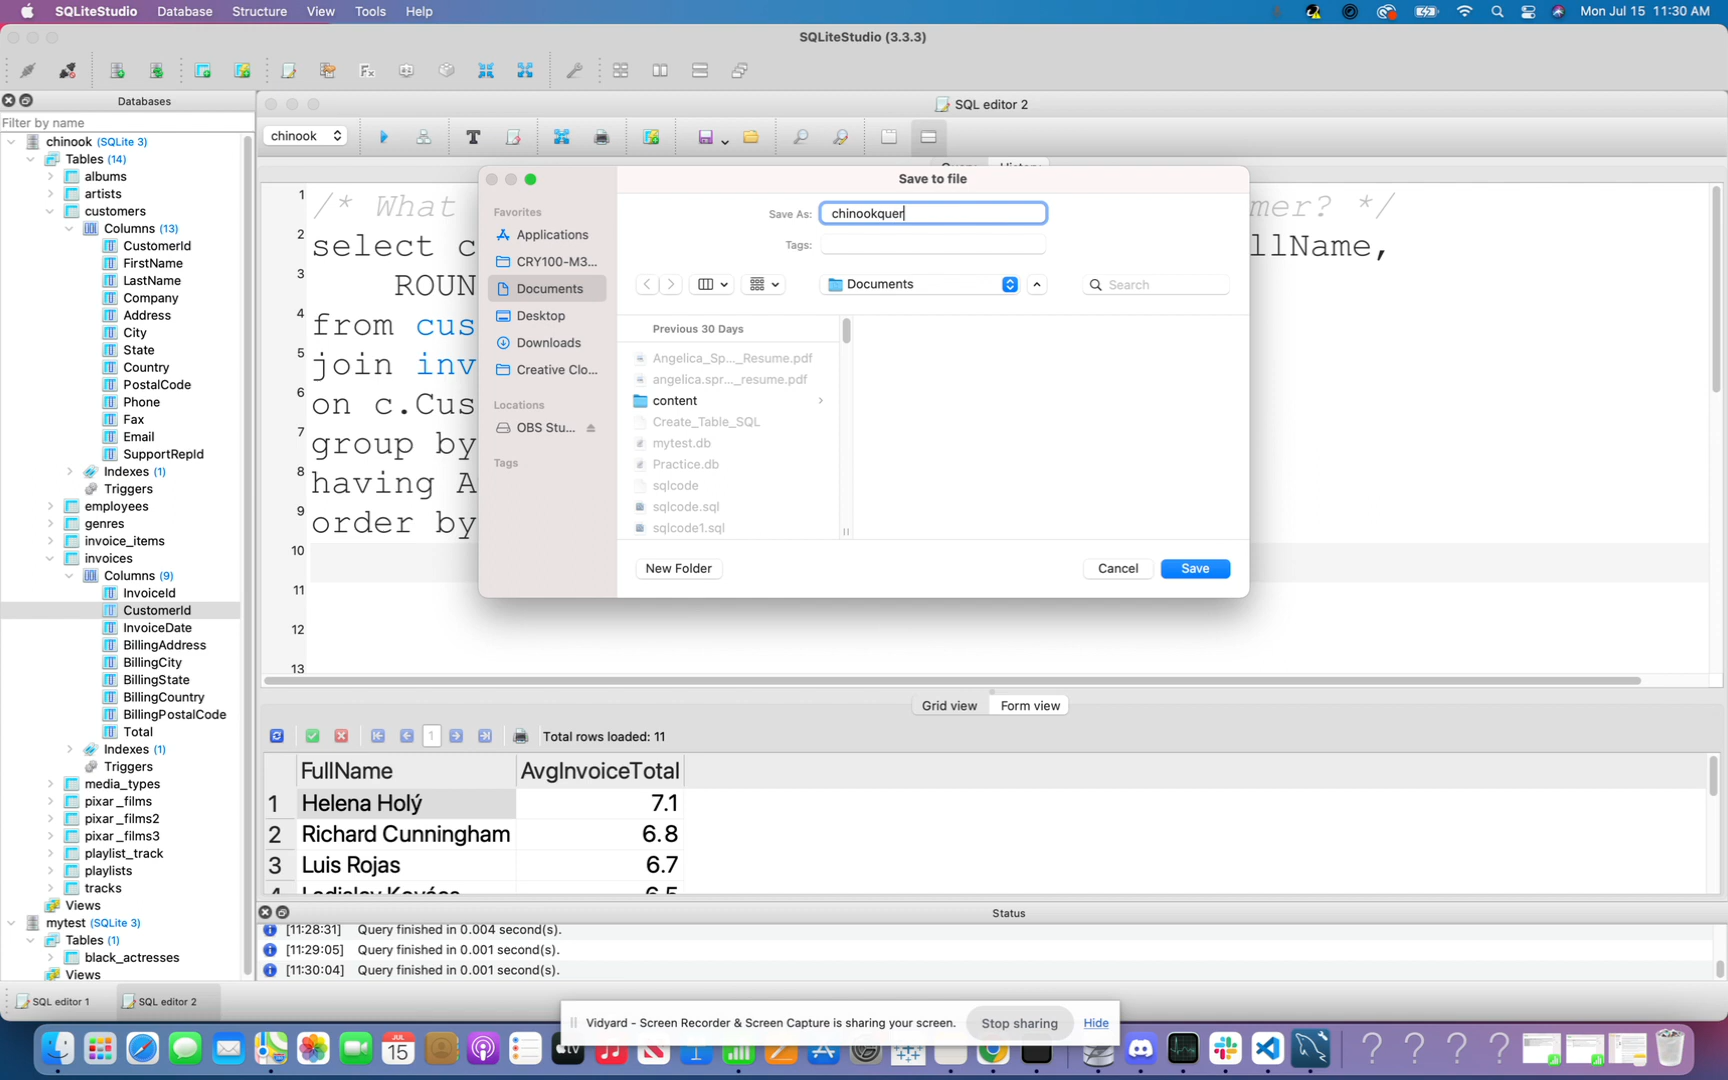 SQLiteStudio Database Structure View Tools Help Mon Jul 15 11:30 AM
SQLiteStudio (3.3.3)
Databases
Filter by name
chinook (SQLite 3)
Tables (14)
albums
artists
customers
Columns (13)
CustomerId
FirstName
LastName
Company
Address
City
State
Country
PostalCode
Phone
Fax
Email
SupportRepId
Indexes (1)
Triggers
employees
genres
invoice_items
invoices
Columns (9)
InvoiceId
CustomerId
InvoiceDate
BillingAddress
BillingCity
BillingState
BillingCountry
BillingPostalCode
Total
Indexes (1)
Triggers
media_types
pixar_films
pixar_films2
pixar_films3
playlist_track
playlists
tracks
Views
mytest (SQLite 3)
Tables (1)
black_actresses
Views
SQL editor 1
SQL editor 2
SQL editor 2
chinook
1 /* What mer? */
2 select c llName,
3 ROUN
4 from cus
5 join inv
6 on c.Cus
7 group by
8 having A
9 order by
10
11
12
13
Save to file
Save As: chinookquer
Tags:
Favorites
Applications
CRY100-M3...
Documents
Desktop
Downloads
Creative Clo...
Locations
OBS Stu...
Tags
Documents
Search
Previous 30 Days
Angelica_Sp..._Resume.pdf
angelica.spr..._resume.pdf
content
Create_Table_SQL
mytest.db
Practice.db
sqlcode
sqlcode.sql
sqlcode1.sql
New Folder
Cancel
Save
Grid view
Form view
1
Total rows loaded: 11
FullName AvgInvoiceTotal
1 Helena Holý 7.1
2 Richard Cunningham 6.8
3 Luis Rojas 6.7
Status
[11:28:31] Query finished in 0.004 second(s).
[11:29:05] Query finished in 0.001 second(s).
[11:30:04] Query finished in 0.001 second(s).
Vidyard - Screen Recorder & Screen Capture is sharing your screen.
Stop sharing
Hide
JUL
15